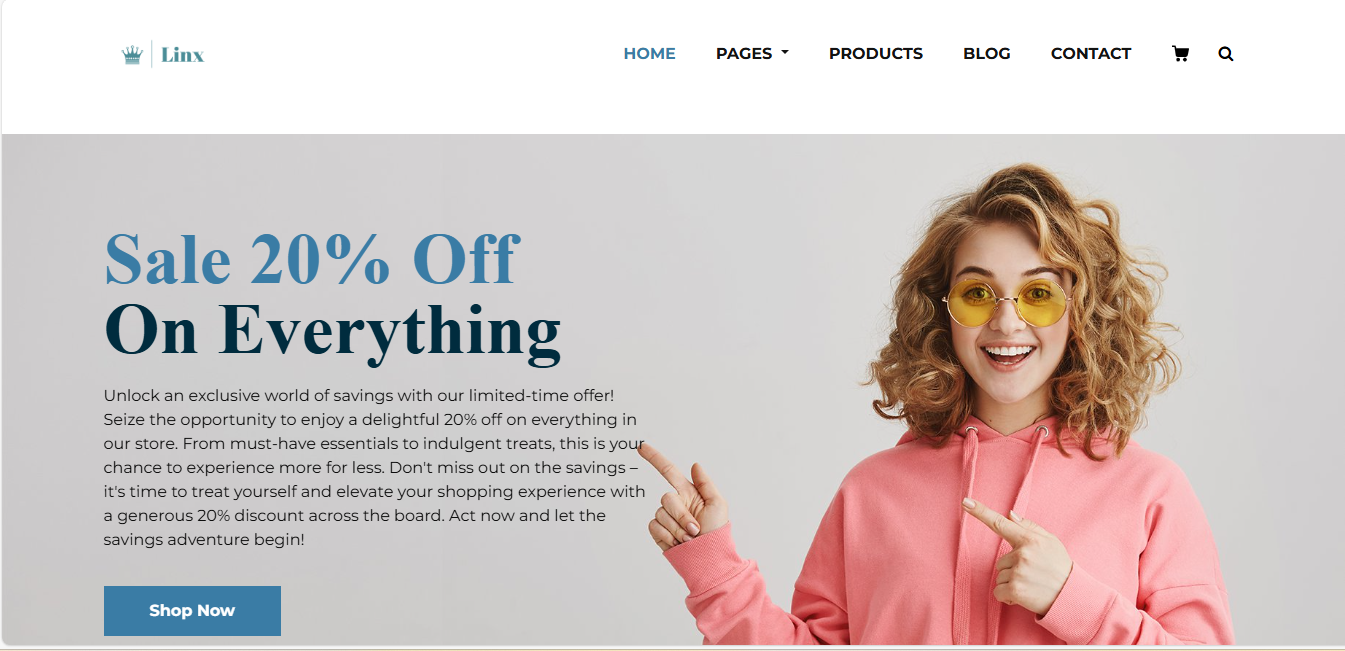 Linx
HOME PAGES PRODUCTS BLOG CONTACT
Sale 20% Off
On Everything
Unlock an exclusive world of savings with our limited-time offer!
Seize the opportunity to enjoy a delightful 20% off on everything in
our store. From must-have essentials to indulgent treats, this is your
chance to experience more for less. Don't miss out on the savings –
it's time to treat yourself and elevate your shopping experience with
a generous 20% discount across the board. Act now and let the
savings adventure begin!
Shop Now